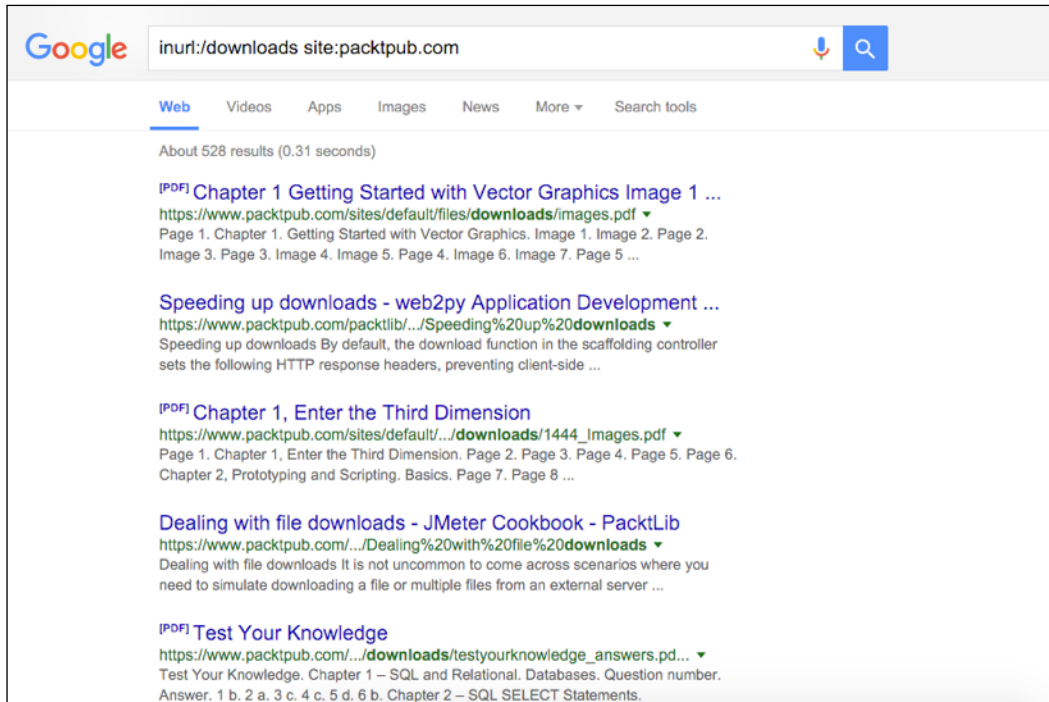 Google
inurl:/downloads site:packtpub.com
Web Videos Apps Images News More Search tools
About 528 results (0.31 seconds)
[PDF] Chapter 1 Getting Started with Vector Graphics Image 1 ...
https://www.packtpub.com/sites/default/files/downloads/images.pdf
Page 1. Chapter 1. Getting Started with Vector Graphics. Image 1. Image 2. Page 2.
Image 3. Page 3. Image 4. Image 5. Page 4. Image 6. Image 7. Page 5 ...
Speeding up downloads - web2py Application Development ...
https://www.packtpub.com/packtlib/.../Speeding%20up%20downloads
Speeding up downloads By default, the download function in the scaffolding controller
sets the following HTTP response headers, preventing client-side ...
[PDF] Chapter 1, Enter the Third Dimension
https://www.packtpub.com/sites/default/.../downloads/1444_Images.pdf
Page 1. Chapter 1, Enter the Third Dimension. Page 2. Page 3. Page 4. Page 5. Page 6.
Chapter 2, Prototyping and Scripting. Basics. Page 7. Page 8 ...
Dealing with file downloads - JMeter Cookbook - PacktLib
https://www.packtpub.com/.../Dealing%20with%20file%20downloads
Dealing with file downloads It is not uncommon to come across scenarios where you
need to simulate downloading a file or multiple files from an external server ...
[PDF] Test Your Knowledge
https://www.packtpub.com/.../downloads/testyourknowledge_answers.pd...
Test Your Knowledge. Chapter 1 – SQL and Relational. Databases. Question number.
Answer. 1 b. 2 a. 3 c. 4 c. 5 d. 6 b. Chapter 2 – SQL SELECT Statements.